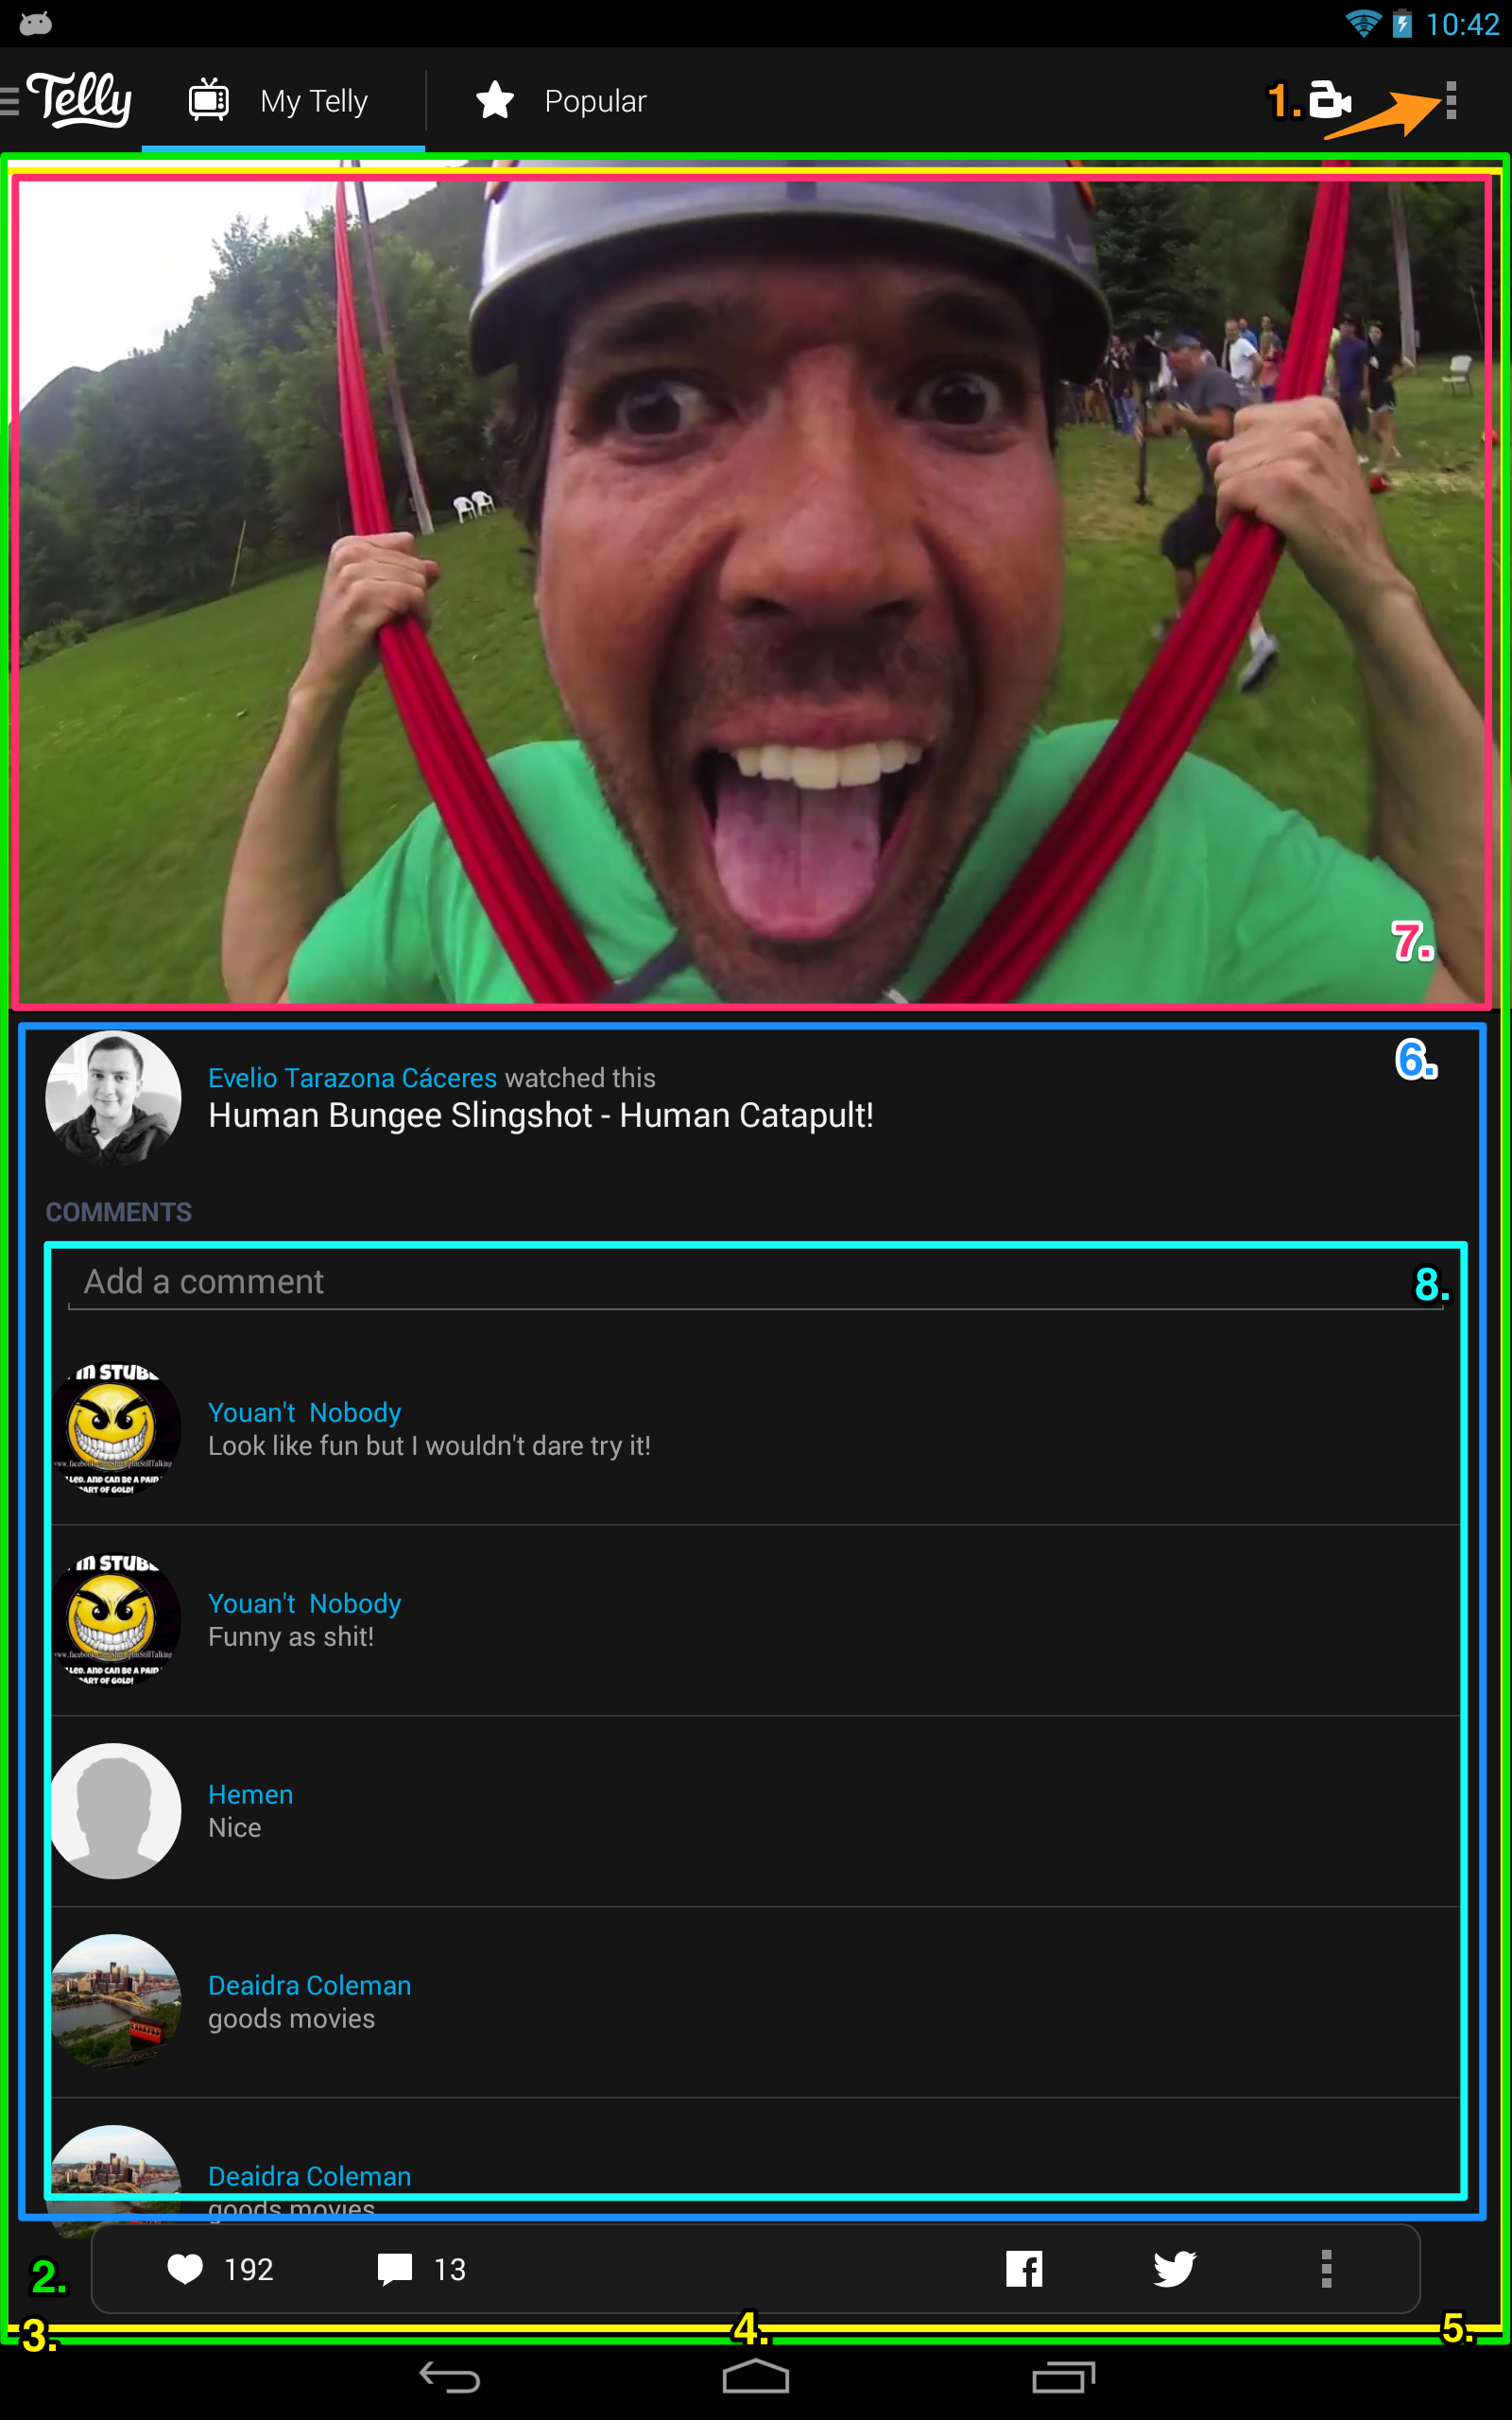 10:42
Telly
My Telly
Popular
1.
7.
6.
Evelio Tarazona Cáceres watched this
Human Bungee Slingshot - Human Catapult!
COMMENTS
Add a comment
8.
Youan't Nobody
Look like fun but I wouldn't dare try it!
Youan't Nobody
Funny as shit!
Hemen
Nice
Deaidra Coleman
goods movies
Deaidra Coleman
goods movies
2.
192
13
3.
4.
5.